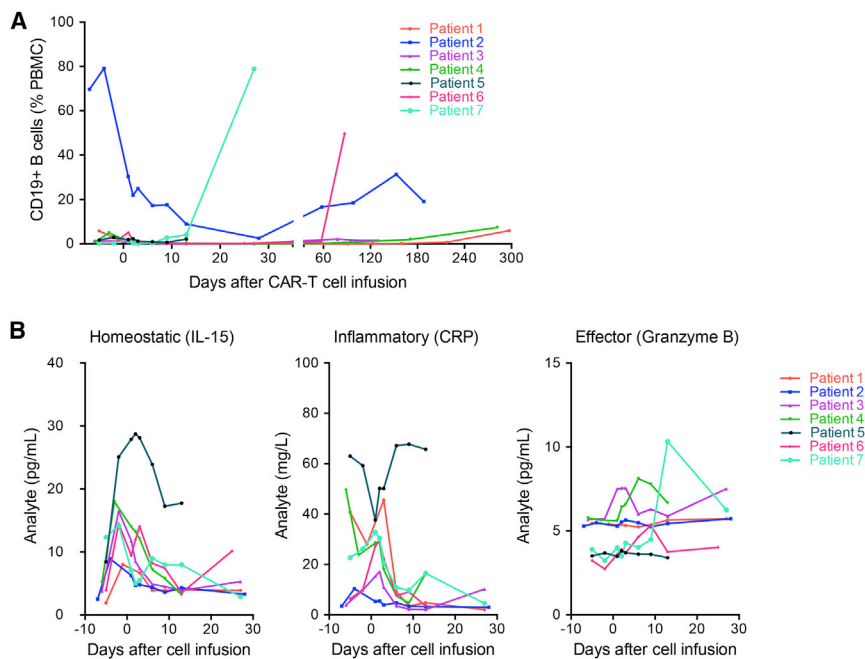 A
CD19+ B cells (% PBMC)
100
80
60
40
20
0
0 10 20 30 60 120 180 240 300
Days after CAR-T cell infusion
Patient 1
Patient 2
Patient 3
Patient 4
Patient 5
Patient 6
Patient 7
B
Homeostatic (IL-15)
Analyte (pg/mL)
40
30
20
10
0
-10 0 10 20 30
Days after cell infusion
Inflammatory (CRP)
Analyte (mg/L)
100
80
60
40
20
0
-10 0 10 20 30
Days after cell infusion
Effector (Granzyme B)
Analyte (pg/mL)
15
10
5
0
-10 0 10 20 30
Days after cell infusion
Patient 1
Patient 2
Patient 3
Patient 4
Patient 5
Patient 6
Patient 7